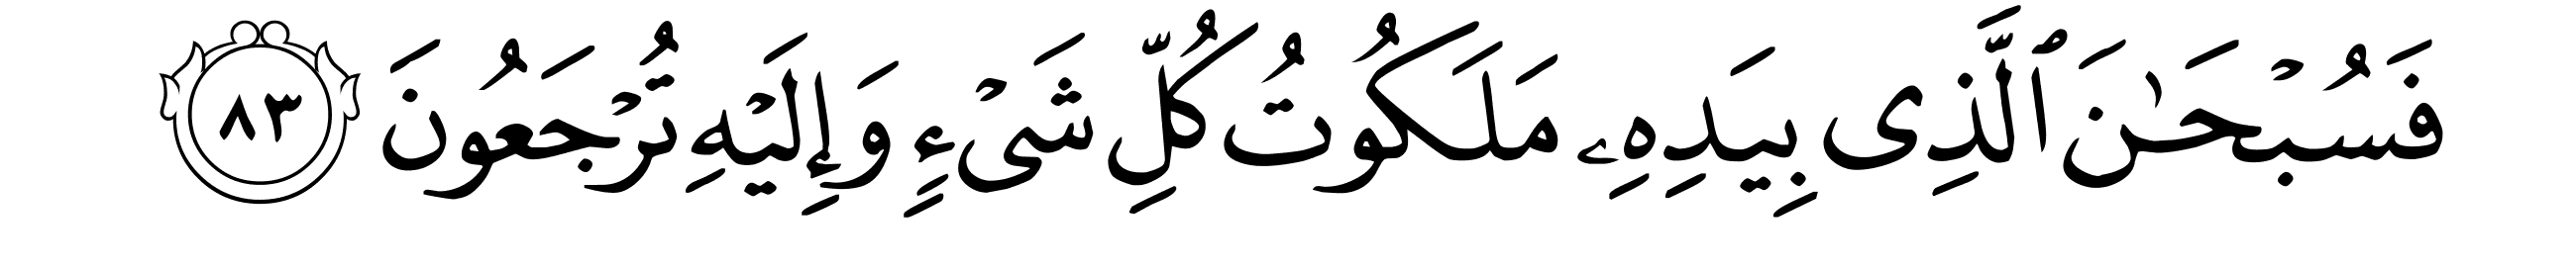 فَسُبْحَـٰنَ ٱلَّذِى بِيَدِهِۦ مَلَكُوتُ كُلِّ شَىْءٍ وَإِلَيْهِ تُرْجَعُونَ ٨٣